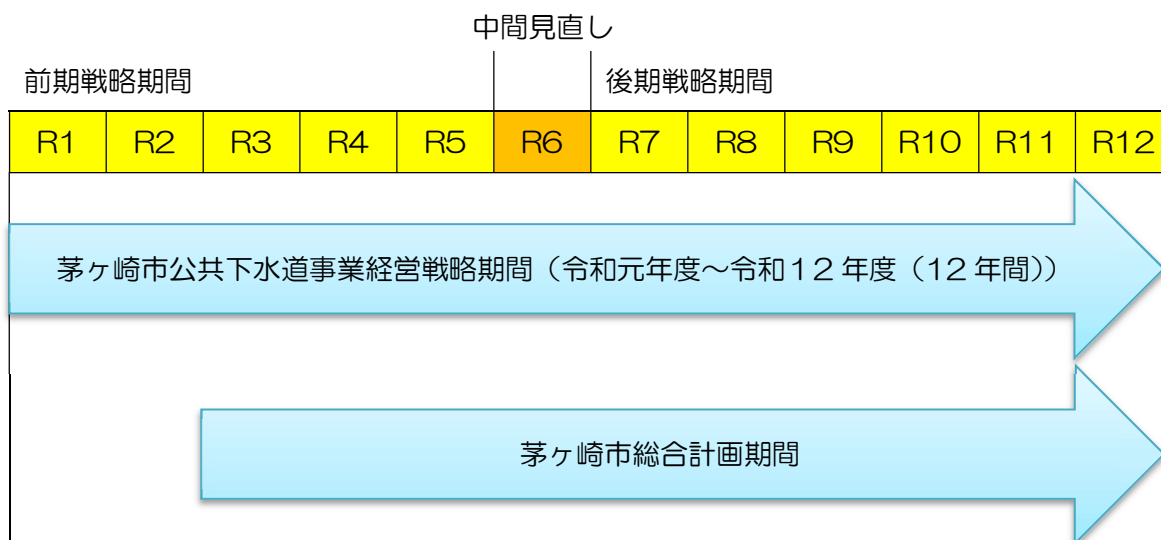 中間見直し
前期戦略期間
後期戦略期間
R1 R2 R3 R4 R5 R6 R7 R8 R9 R10 R11 R12
茅ヶ崎市公共下水道事業経営戦略期間（令和元年度～令和１２年度（12年間））
茅ヶ崎市総合計画期間